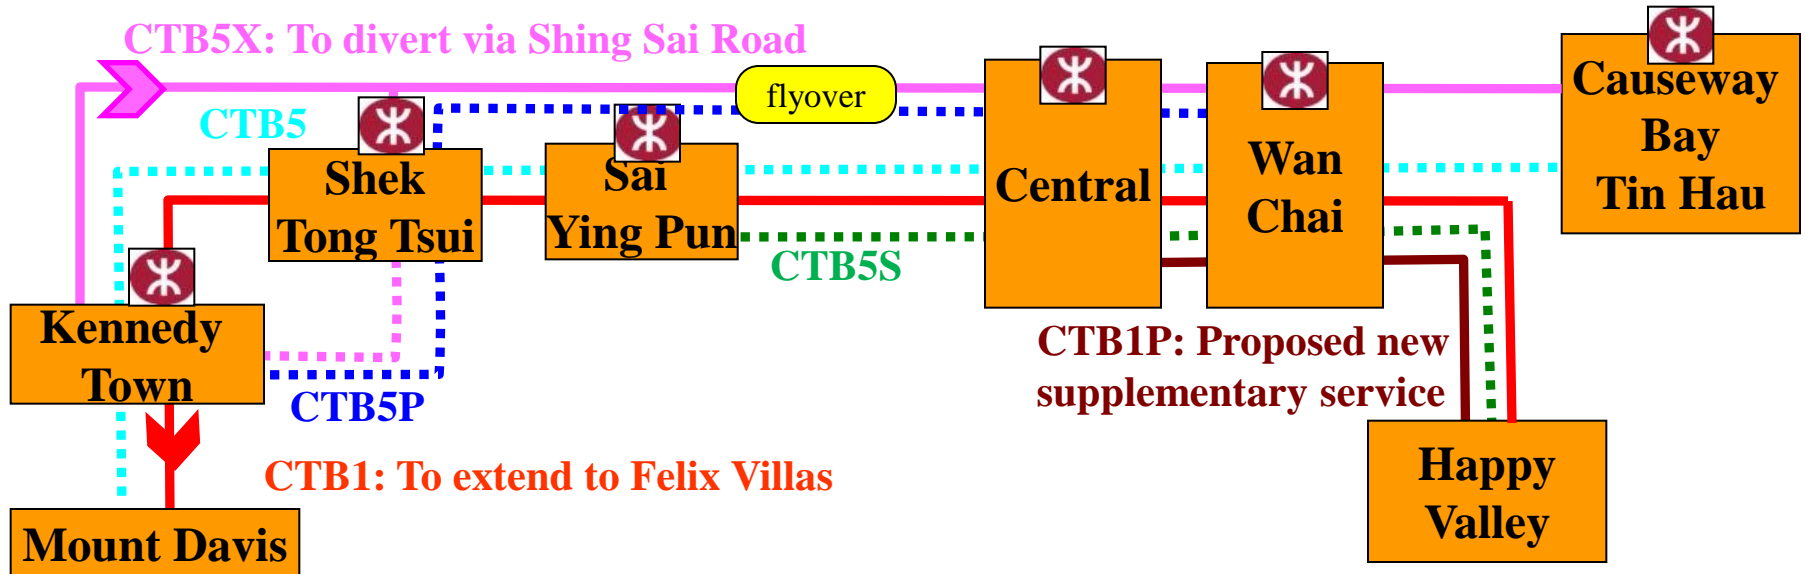 CTB5X: To divert via Shing Sai Road
flyover
CTB5
Causeway
Bay
Tin Hau
Shek
Tong Tsui
Sai
Ying Pun
Central
Wan
Chai
CTB5S
Kennedy
Town
CTB5P
CTB1P: Proposed new
supplementary service
CTB1: To extend to Felix Villas
Happy
Valley
Mount Davis